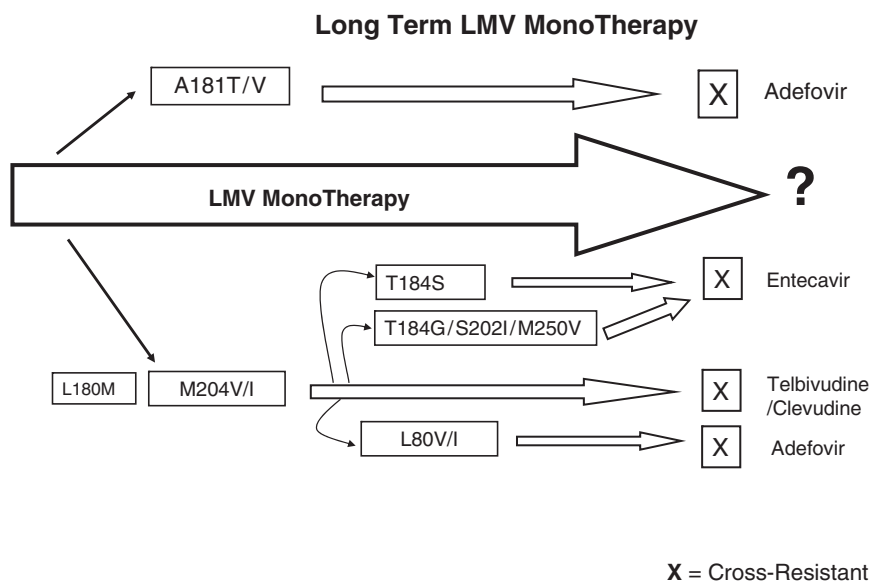 Long Term LMV MonoTherapy
A181T/V
X
Adefovir
LMV MonoTherapy
?
T184S
X
Entecavir
T184G/S202I/M250V
L180M
M204V/I
X
Telbivudine
/Clevudine
L80V/I
X
Adefovir
X = Cross-Resistant